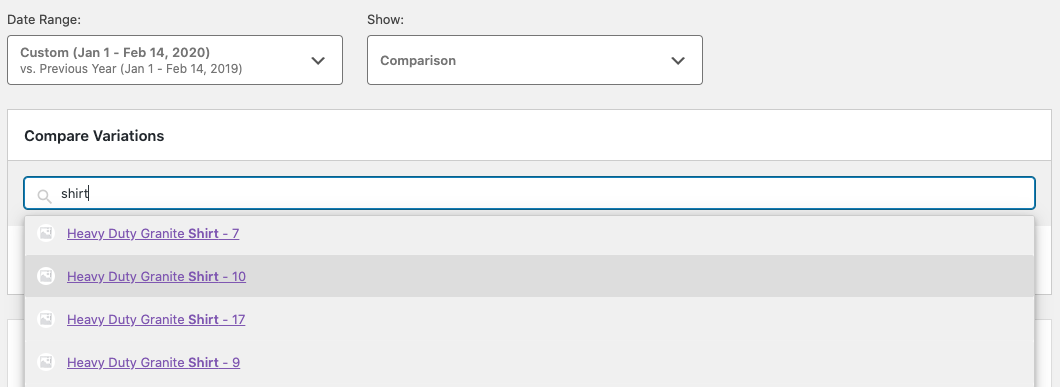 Date Range:
Show:
Custom (Jan 1 - Feb 14, 2020)
vs. Previous Year (Jan 1 - Feb 14, 2019)
Comparison
Compare Variations
shirt
Heavy Duty Granite Shirt - 7
Heavy Duty Granite Shirt - 10
Heavy Duty Granite Shirt - 17
Heavy Duty Granite Shirt - 9